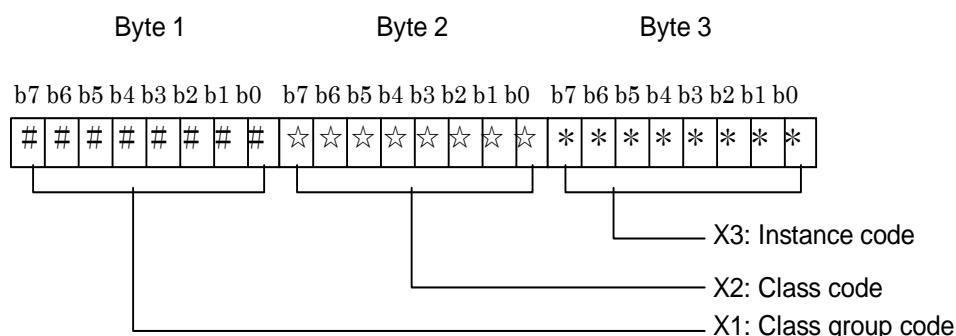 Byte 1 Byte 2 Byte 3
b7 b6 b5 b4 b3 b2 b1 b0 b7 b6 b5 b4 b3 b2 b1 b0 b7 b6 b5 b4 b3 b2 b1 b0
# # # # # # # # ☆ ☆ ☆ ☆ ☆ ☆ ☆ ☆ * * * * * * * *
X3: Instance code
X2: Class code
X1: Class group code